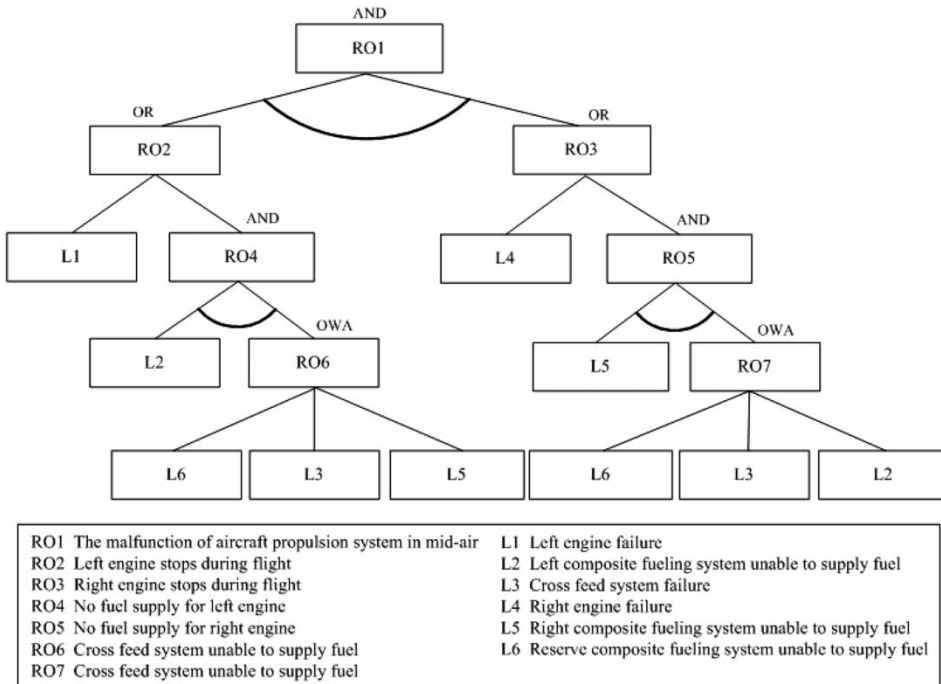 AND
RO1
OR
OR
RO2
RO3
AND
AND
L1
RO4
L4
RO5
OWA
OWA
L2
RO6
L5
RO7
L6
L3
L5
L6
L3
L2
RO1 The malfunction of aircraft propulsion system in mid-air
RO2 Left engine stops during flight
RO3 Right engine stops during flight
RO4 No fuel supply for left engine
RO5 No fuel supply for right engine
RO6 Cross feed system unable to supply fuel
RO7 Cross feed system unable to supply fuel
L1 Left engine failure
L2 Left composite fueling system unable to supply fuel
L3 Cross feed system failure
L4 Right engine failure
L5 Right composite fueling system unable to supply fuel
L6 Reserve composite fueling system unable to supply fuel